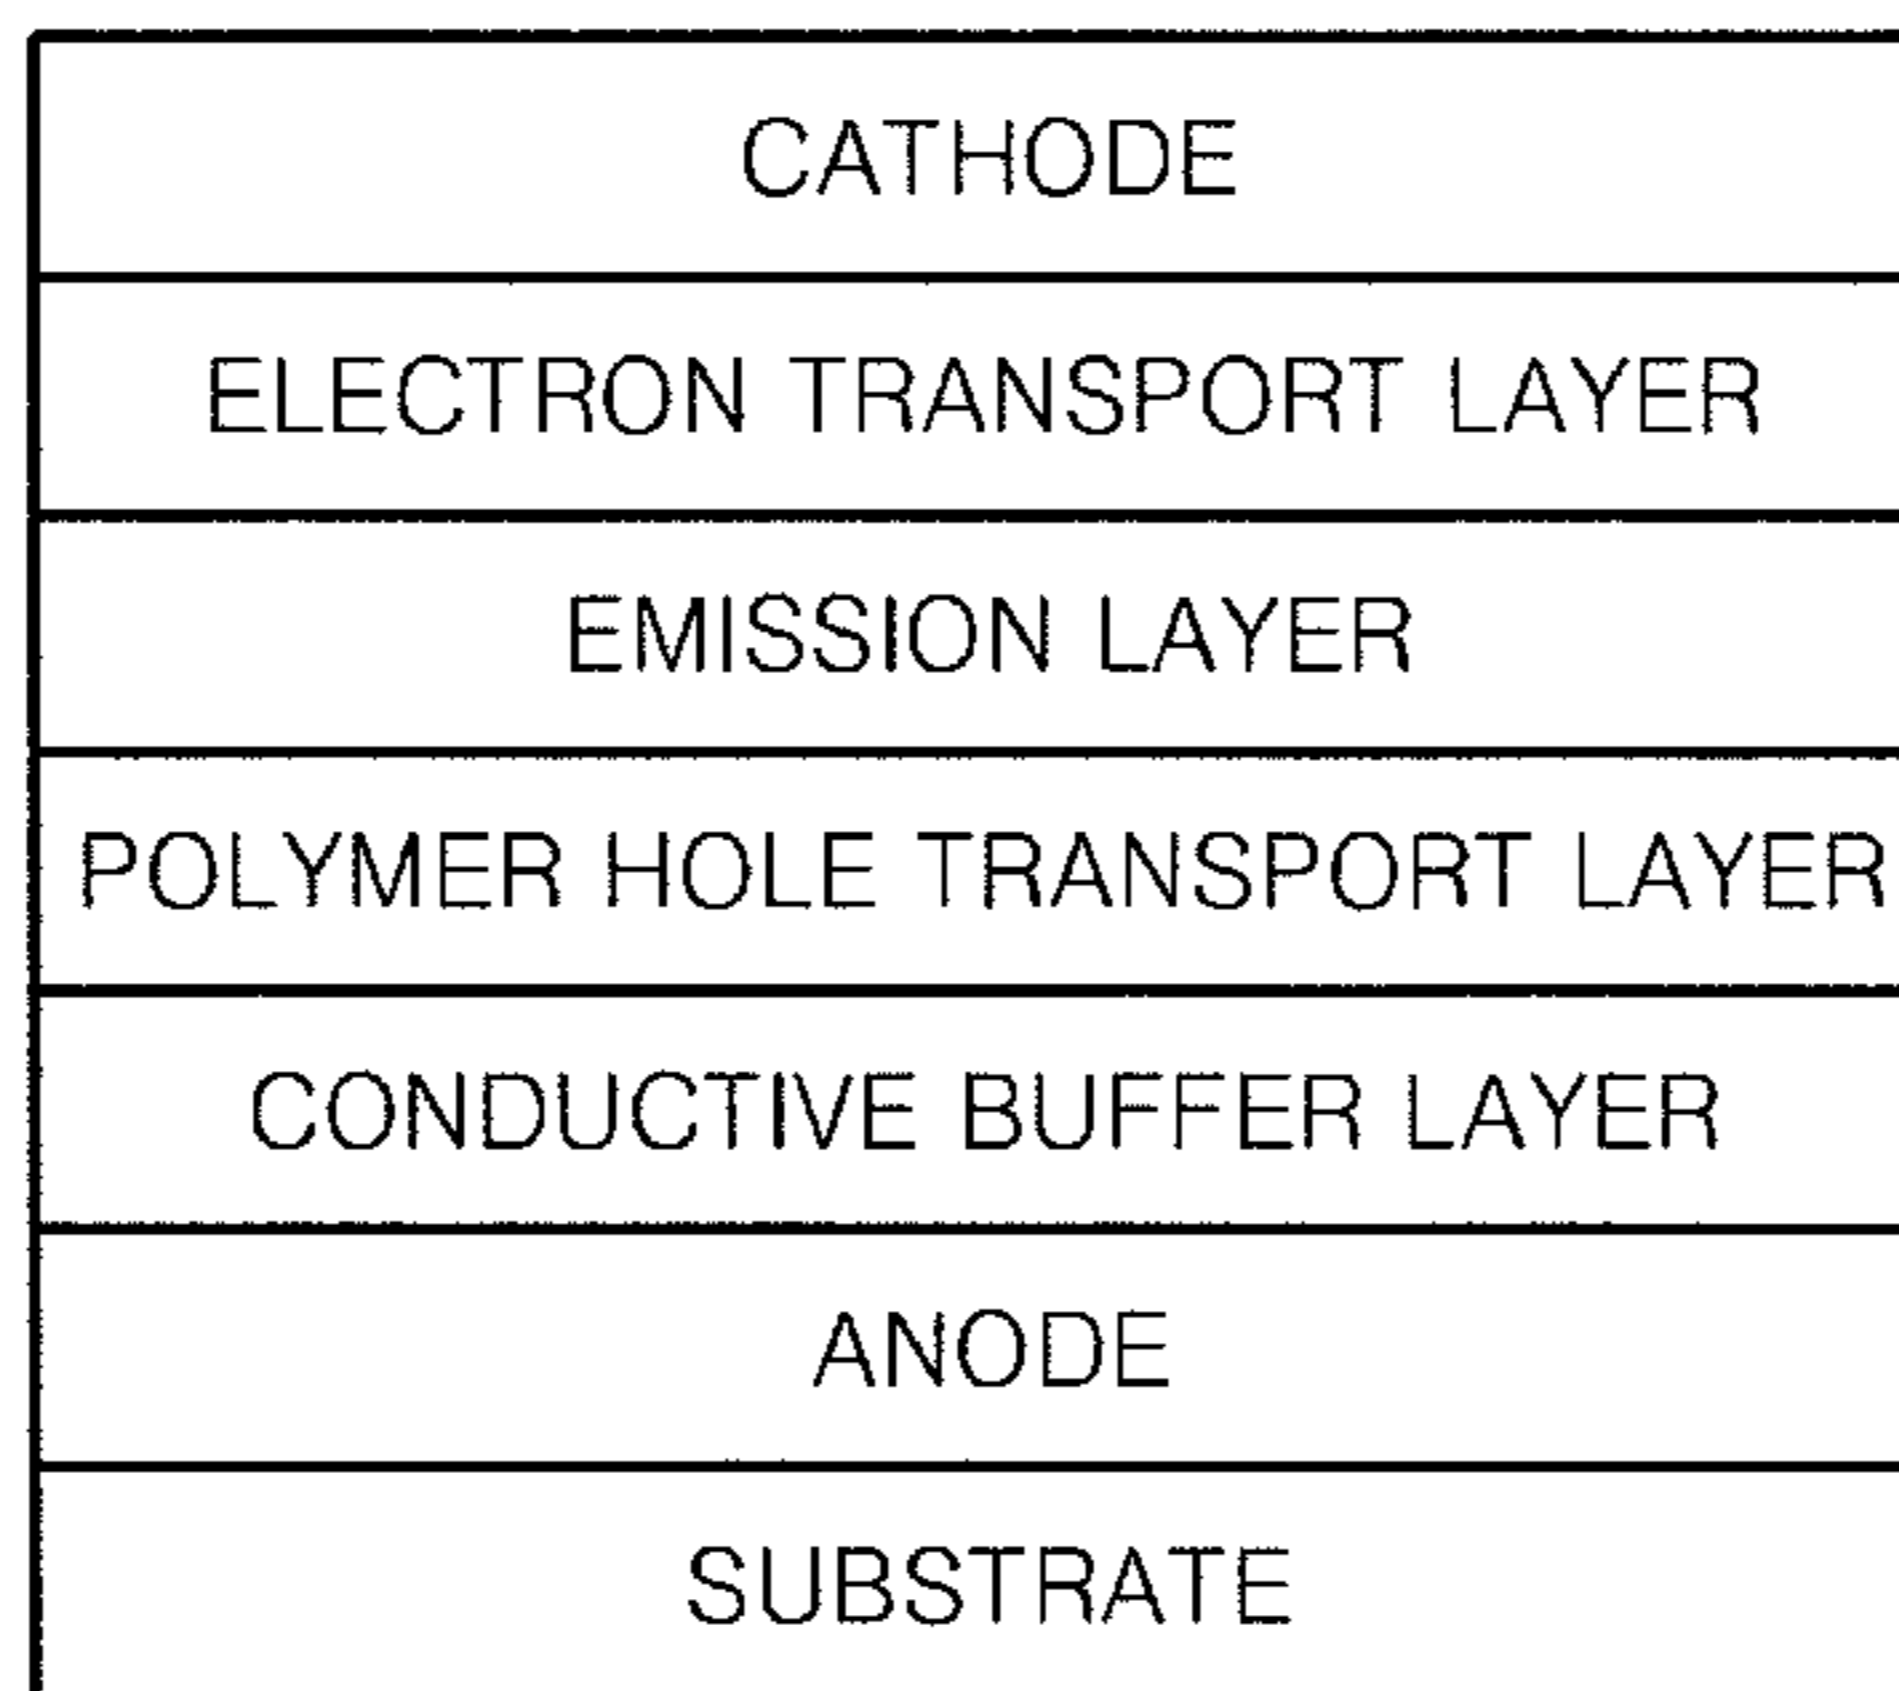 CATHODE
ELECTRON TRANSPORT LAYER
EMISSION LAYER
POLYMER HOLE TRANSPORT LAYER
CONDUCTIVE BUFFER LAYER
ANODE
SUBSTRATE